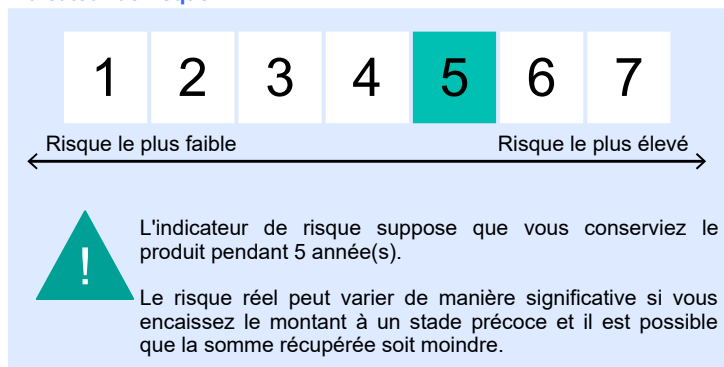 1 2 3 4 5 6 7
Risque le plus faible Risque le plus élevé
!
L'indicateur de risque suppose que vous conserviez le
produit pendant 5 année(s).
Le risque réel peut varier de manière significative si vous
encaissez le montant à un stade précoce et il est possible
que la somme récupérée soit moindre.